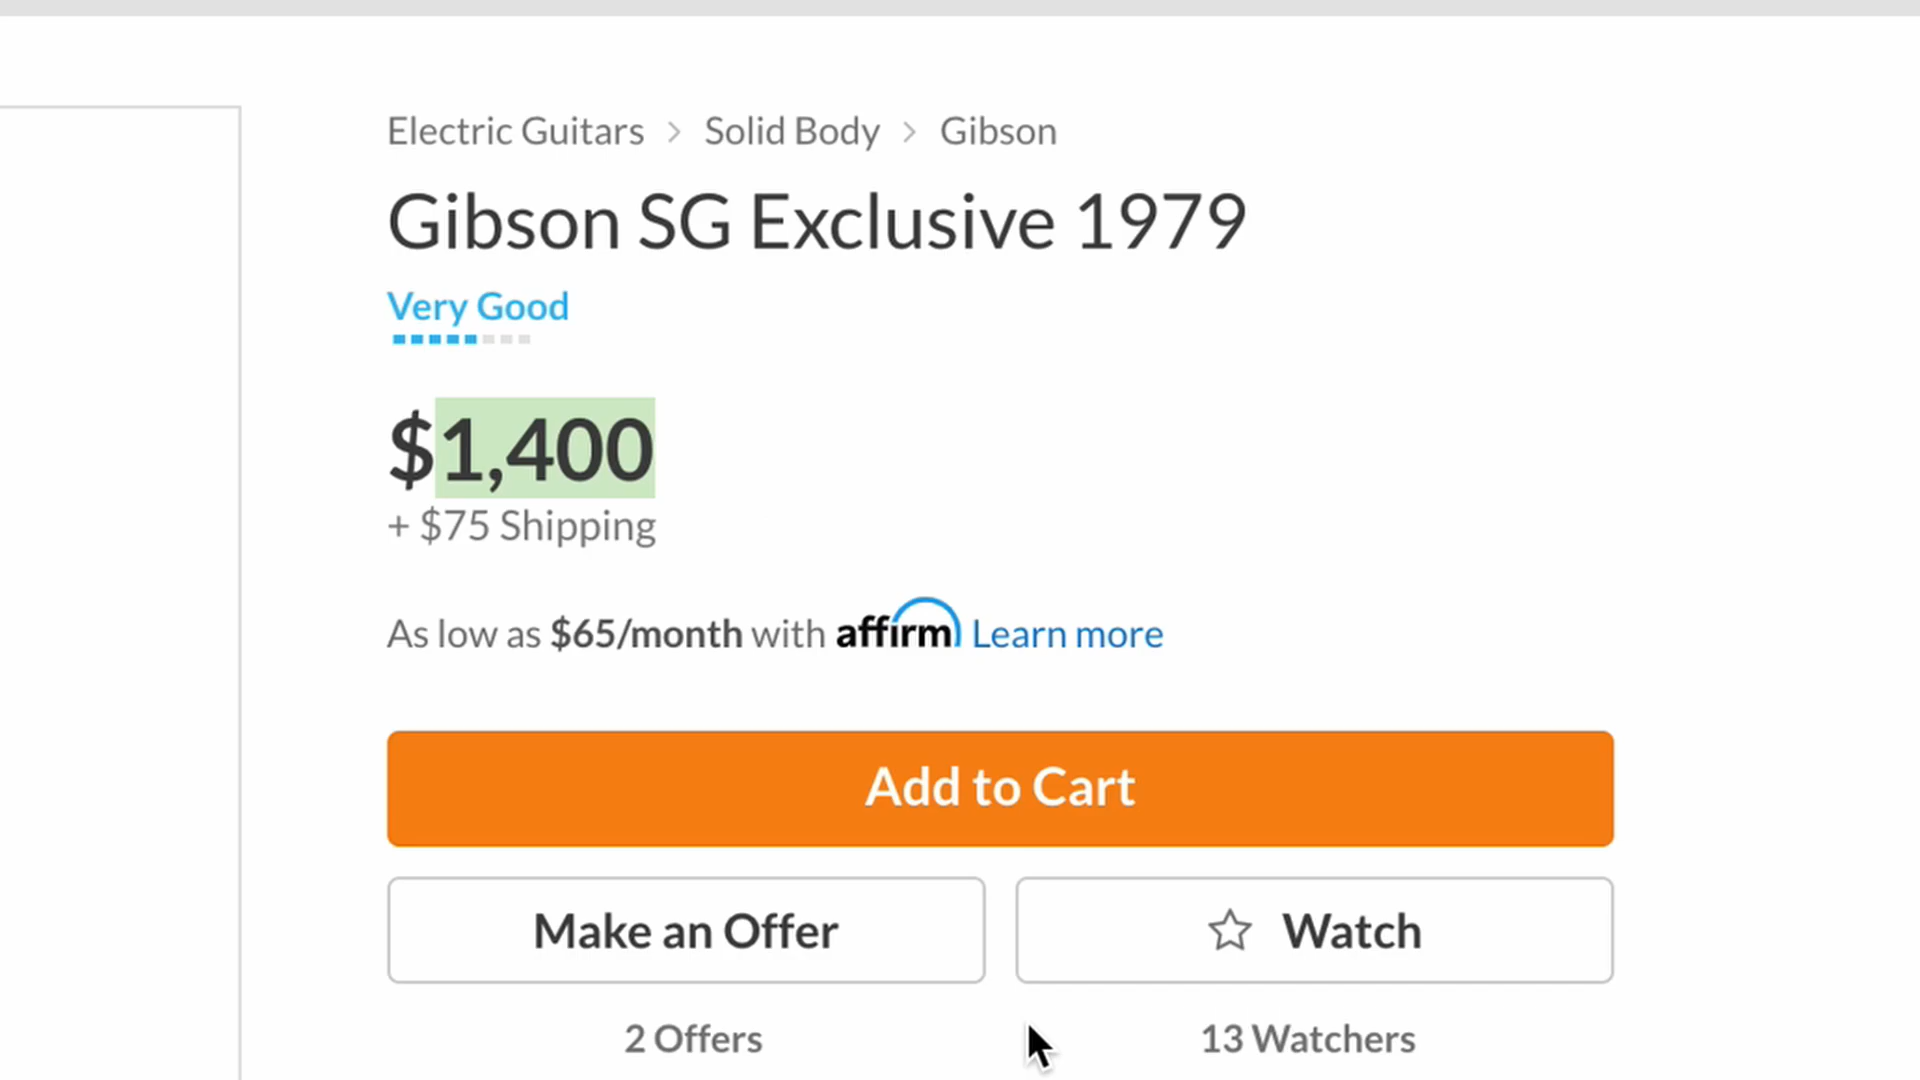 Electric Guitars > Solid Body > Gibson
Gibson SG Exclusive 1979
Very Good
$1,400
+ $75 Shipping
As low as $65/month with affirm Learn more
Add to Cart
Make an Offer
Watch
2 Offers
13 Watchers